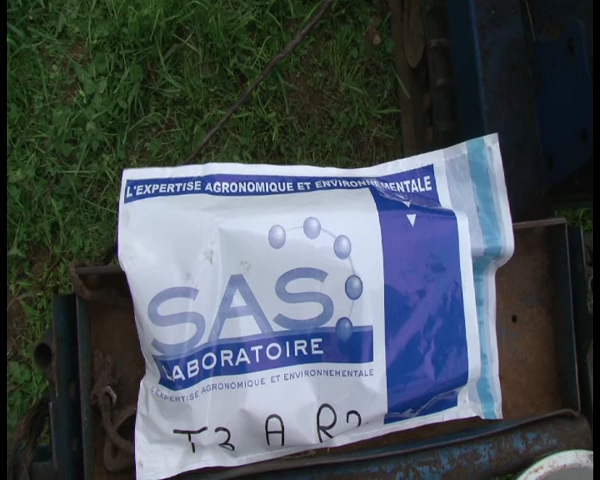 L'EXPERTISE AGRONOMIQUE ET ENVIRONNEMENTALE
SAS
LABORATOIRE
L'EXPERTISE AGRONOMIQUE ET ENVIRONNEMENTALE
T3 A R2